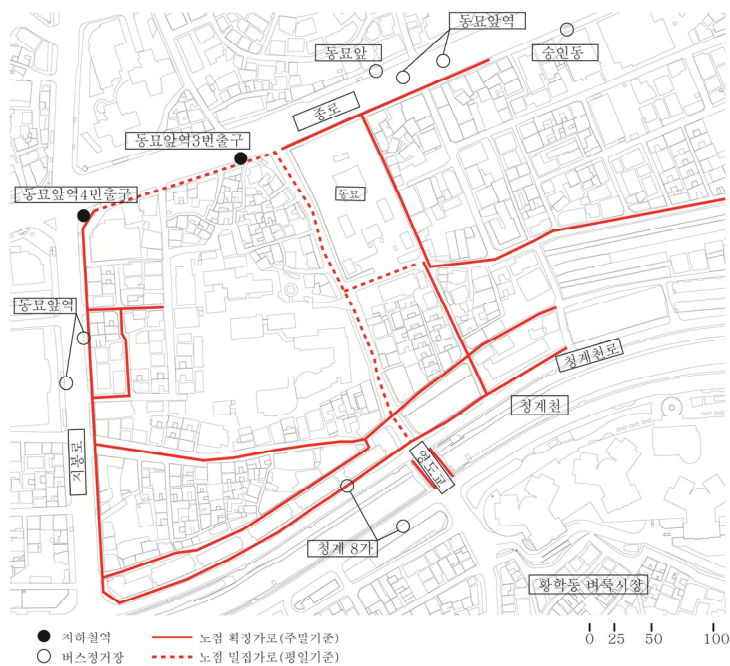 동묘앞역
동묘앞
숭인동
종로
동묘앞역3번출구
동묘
동묘앞역4번출구
동묘앞역
청계천로
청계천
지봉로
영도교
청계 8가
황학동 벼룩시장
지하철역
노점 확장가로(주말기준)
0 25 50 100
버스정거장
노점 밀집가로(평일기준)